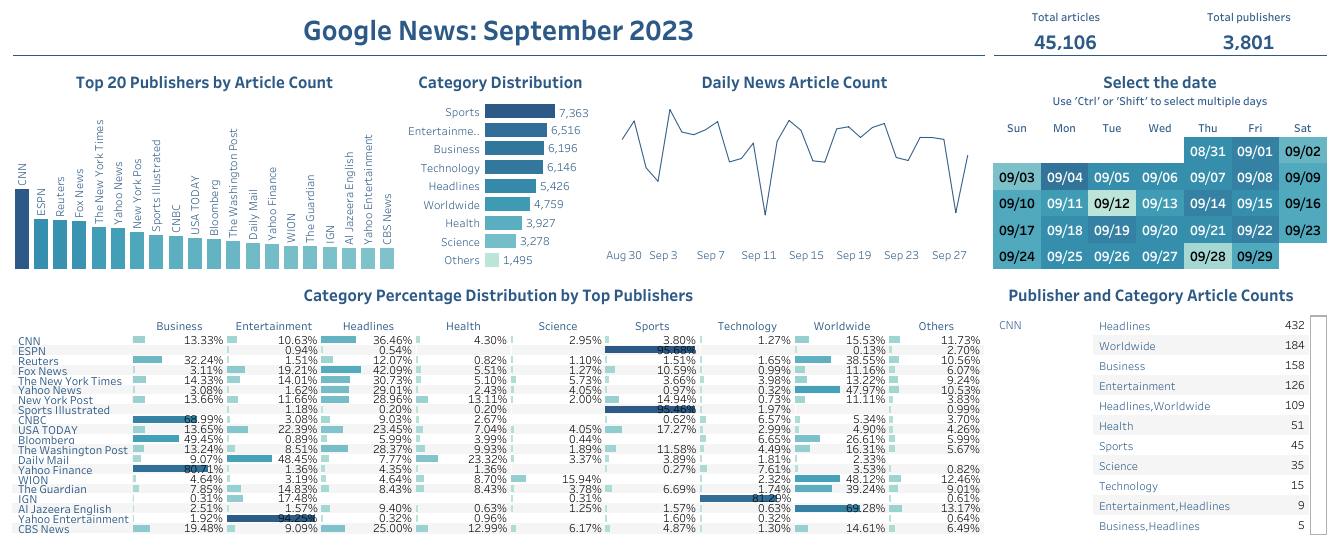 Google News: September 2023
Total articles
45,106
Total publishers
3,801
Top 20 Publishers by Article Count
CNN
ESPN
Reuters
Fox News
The New York Times
Yahoo News
New York Pos
Sports Illustrated
CNBC
USA TODAY
Bloomberg
The Washington Post
Daily Mail
Yahoo Finance
WION
The Guardian
IGN
Al Jazeera English
Yahoo Entertainment
CBS News
Category Distribution
Sports 7,363
Entertainme.. 6,516
Business 6,196
Technology 6,146
Headlines 5,426
Worldwide 4,759
Health 3,927
Science 3,278
Others 1,495
Daily News Article Count
Aug 30 Sep 3 Sep 7 Sep 11 Sep 15 Sep 19 Sep 23 Sep 27
Select the date
Use 'Ctrl' or 'Shift' to select multiple days
Sun Mon Tue Wed Thu Fri Sat
08/31 09/01 09/02
09/03 09/04 09/05 09/06 09/07 09/08 09/09
09/10 09/11 09/12 09/13 09/14 09/15 09/16
09/17 09/18 09/19 09/20 09/21 09/22 09/23
09/24 09/25 09/26 09/27 09/28 09/29
Category Percentage Distribution by Top Publishers
Business Entertainment Headlines Health Science Sports Technology Worldwide Others
CNN 13.33% 10.63% 36.46% 4.30% 2.95% 3.80% 1.27% 15.53% 11.73%
ESPN 0.94% 0.54% 95.68% 0.13% 2.70%
Reuters 32.24% 1.51% 12.07% 0.82% 1.10% 1.51% 1.65% 38.55% 10.56%
Fox News 3.11% 19.21% 42.09% 5.51% 1.27% 10.59% 0.99% 11.16% 6.07%
The New York Times 14.33% 14.01% 30.73% 5.10% 5.73% 3.66% 3.98% 13.22% 9.24%
Yahoo News 3.08% 1.62% 29.01% 2.43% 4.05% 0.97% 0.32% 47.97% 10.53%
New York Post 13.66% 11.66% 28.96% 13.11% 2.00% 14.94% 0.73% 11.11% 3.83%
Sports Illustrated 1.18% 0.20% 0.20% 95.46% 1.97% 0.99%
CNBC 68.99% 3.08% 9.03% 2.67% 0.62% 6.57% 5.34% 3.70%
USA TODAY 13.65% 22.39% 23.45% 7.04% 4.05% 17.27% 2.99% 4.90% 4.26%
Bloomberg 49.45% 0.89% 5.99% 3.99% 0.44% 6.65% 26.61% 5.99%
The Washington Post 13.24% 8.51% 28.37% 9.93% 1.89% 11.58% 4.49% 16.31% 5.67%
Daily Mail 9.07% 48.45% 7.77% 23.32% 3.37% 3.89% 1.81% 2.33%
Yahoo Finance 80.71% 1.36% 4.35% 1.36% 0.27% 7.61% 3.53% 0.82%
WION 4.64% 3.19% 4.64% 8.70% 15.94% 2.32% 48.12% 12.46%
The Guardian 7.85% 14.83% 8.43% 8.43% 3.78% 6.69% 1.74% 39.24% 9.01%
IGN 0.31% 17.48% 0.31% 81.29% 0.61%
Al Jazeera English 2.51% 1.57% 9.40% 0.63% 1.25% 1.57% 0.63% 69.28% 13.17%
Yahoo Entertainment 1.92% 94.25% 0.32% 0.96% 1.60% 0.32% 0.64%
CBS News 19.48% 9.09% 25.00% 12.99% 6.17% 4.87% 1.30% 14.61% 6.49%
Publisher and Category Article Counts
CNN Headlines 432
Worldwide 184
Business 158
Entertainment 126
Headlines,Worldwide 109
Health 51
Sports 45
Science 35
Technology 15
Entertainment,Headlines 9
Business,Headlines 5